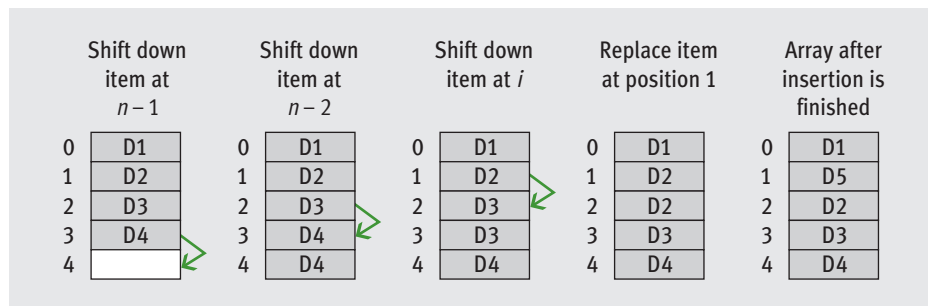 Shift down
item at
n – 1
0 D1
1 D2
2 D3
3 D4
4
Shift down
item at
n – 2
0 D1
1 D2
2 D3
3 D4
4 D4
Shift down
item at i
0 D1
1 D2
2 D3
3 D3
4 D4
Replace item
at position 1
0 D1
1 D2
2 D2
3 D3
4 D4
Array after
insertion is
finished
0 D1
1 D5
2 D2
3 D3
4 D4